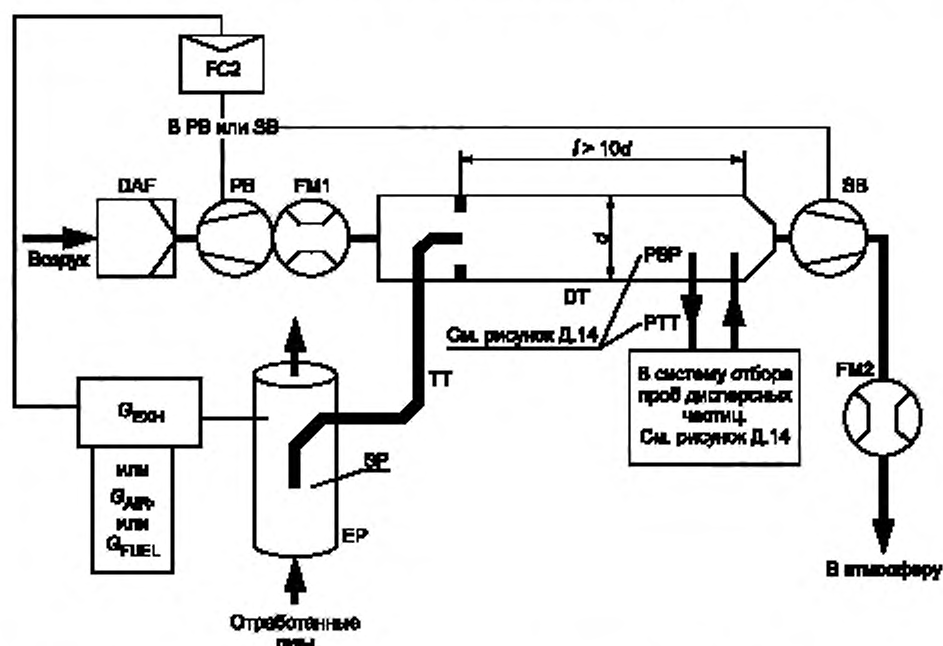 FC2
В РВ или SB
l > 10d
DAF
PB
FM1
SB
Воздух
d
PSP
DT
См. рисунок Д.14
PTT
TT
В систему отбора
проб дисперсных
частиц.
См. рисунок Д.14
FM2
G_EXH
или
G_AIR,
или
G_FUEL
SP
EP
В атмосферу
Отработанные
газы